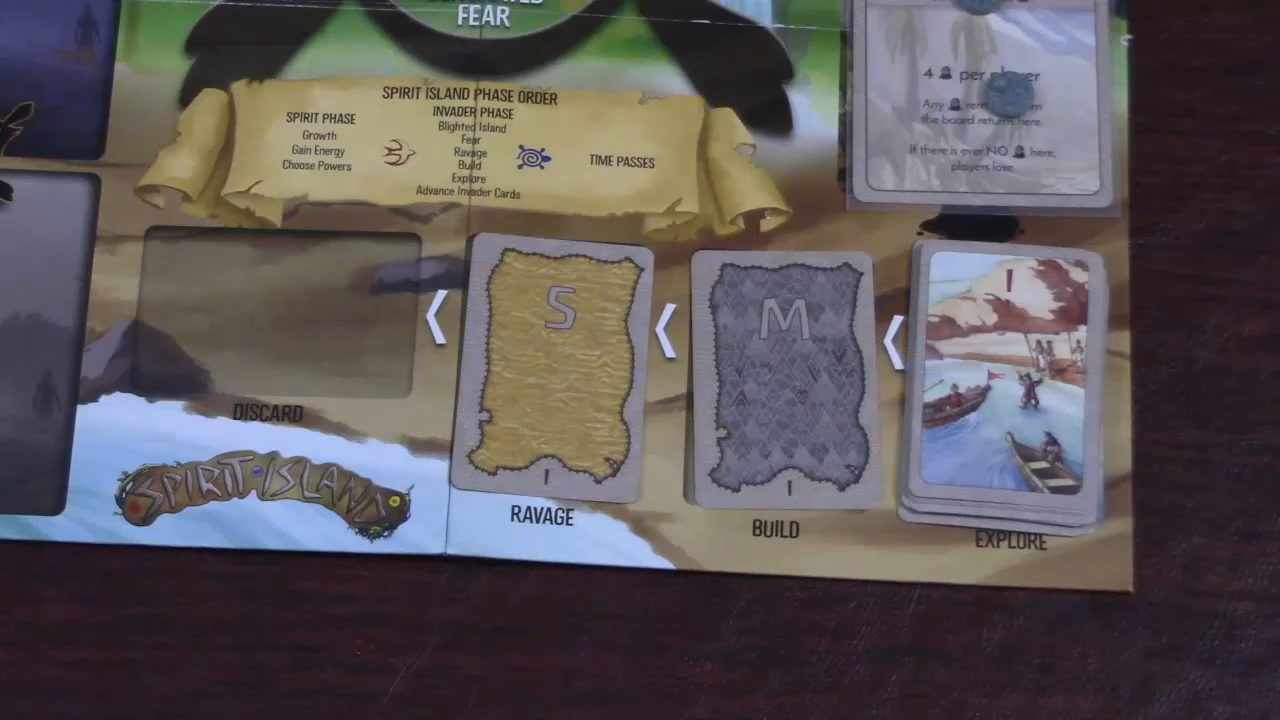 FEAR
SPIRIT ISLAND PHASE ORDER
SPIRIT PHASE
Growth
Gain Energy
Choose Powers
INVADER PHASE
Blighted Island
Fear
Ravage
Build
Explore
Advance Invader Cards
TIME PASSES
4 per player
Any
the board returns here.
If there is ever NO here,
players lose.
S
I
RAVAGE
M
I
BUILD
I
EXPLORE
DISCARD
SPIRIT ISLAND